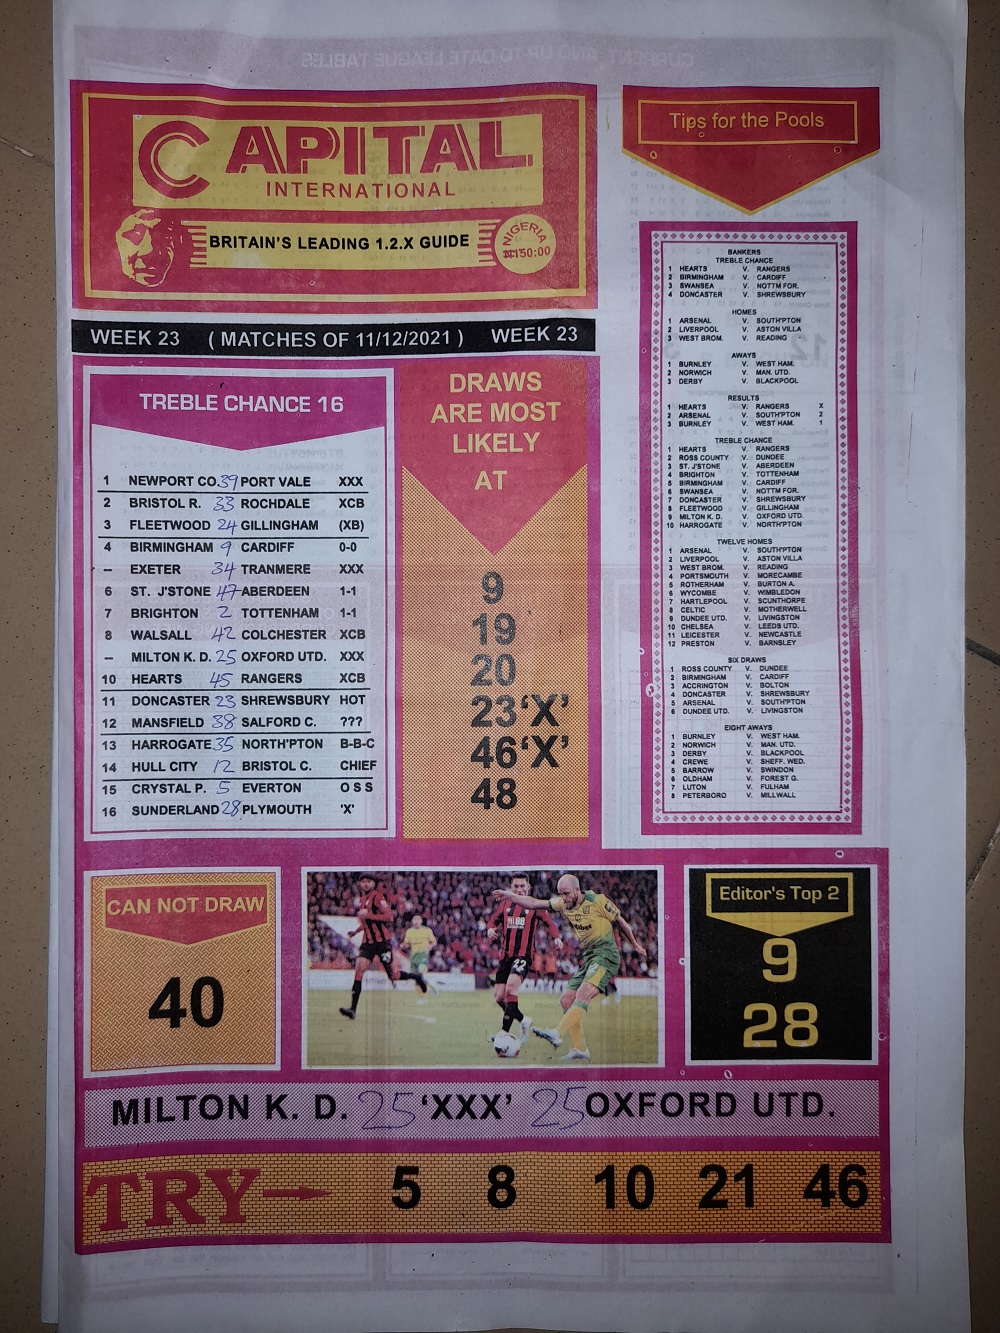 CAPITAL
INTERNATIONAL
BRITAIN'S LEADING 1.2.X GUIDE
NIGERIA
N150:00
WEEK 23 ( MATCHES OF 11/12/2021 ) WEEK 23
TREBLE CHANCE 16
1 NEWPORT CO 39 PORT VALE XXX
2 BRISTOL R. 33 ROCHDALE XCB
3 FLEETWOOD 24 GILLINGHAM (XB)
4 BIRMINGHAM 9 CARDIFF 0-0
– EXETER 34 TRANMERE XXX
6 ST. J'STONE 47 ABERDEEN 1-1
7 BRIGHTON 2 TOTTENHAM 1-1
8 WALSALL 42 COLCHESTER XCB
– MILTON K. D. 25 OXFORD UTD. XXX
10 HEARTS 45 RANGERS XCB
11 DONCASTER 23 SHREWSBURY HOT
12 MANSFIELD 38 SALFORD C. ???
13 HARROGATE 35 NORTH'PTON B-B-C
14 HULL CITY 12 BRISTOL C. CHIEF
15 CRYSTAL P. 5 EVERTON O S S
16 SUNDERLAND 28 PLYMOUTH 'X'
DRAWS
ARE MOST
LIKELY
AT
9
19
20
23'X'
46'X'
48
Tips for the Pools
BANKERS
TREBLE CHANCE
1 HEARTS V. RANGERS
2 BIRMINGHAM V. CARDIFF
3 SWANSEA V. NOTTM FOR.
4 DONCASTER V. SHREWSBURY
HOMES
1 ARSENAL V. SOUTH'PTON
2 LIVERPOOL V. ASTON VILLA
3 WEST BROM. V. READING
AWAYS
1 BURNLEY V. WEST HAM.
2 NORWICH V. MAN. UTD.
3 DERBY V. BLACKPOOL
RESULTS
1 HEARTS V. RANGERS X
2 ARSENAL V. SOUTH'PTON 2
3 BURNLEY V. WEST HAM. 1
TREBLE CHANCE
1 HEARTS V. RANGERS
2 ROSS COUNTY V. DUNDEE
3 ST. J'STONE V. ABERDEEN
4 BRIGHTON V. TOTTENHAM
5 BIRMINGHAM V. CARDIFF
6 SWANSEA V. NOTTM FOR.
7 DONCASTER V. SHREWSBURY
8 FLEETWOOD V. GILLINGHAM
9 MILTON K. D. V. OXFORD UTD.
10 HARROGATE V. NORTH'PTON
TWELVE HOMES
1 ARSENAL V. SOUTH'PTON
2 LIVERPOOL V. ASTON VILLA
3 WEST BROM. V. READING
4 PORTSMOUTH V. MORECAMBE
5 ROTHERHAM V. BURTON A.
6 WYCOMBE V. WIMBLEDON
7 HARTLEPOOL V. SCUNTHORPE
8 CELTIC V. MOTHERWELL
9 DUNDEE UTD. V. LIVINGSTON
10 CHELSEA V. LEEDS UTD.
11 LEICESTER V. NEWCASTLE
12 PRESTON V. BARNSLEY
SIX DRAWS
1 ROSS COUNTY V. DUNDEE
2 BIRMINGHAM V. CARDIFF
3 ACCRINGTON V. BOLTON
4 DONCASTER V. SHREWSBURY
5 ARSENAL V. SOUTH'PTON
6 DUNDEE UTD. V. LIVINGSTON
EIGHT AWAYS
1 BURNLEY V. WEST HAM.
2 NORWICH V. MAN. UTD.
3 DERBY V. BLACKPOOL
4 CREWE V. SHEFF. WED.
5 BARROW V. SWINDON
6 OLDHAM V. FOREST G.
7 LUTON V. FULHAM
8 PETERBORO V. MILLWALL
CAN NOT DRAW
40
Editor's Top 2
9
28
MILTON K. D. 25 'XXX' 25 OXFORD UTD.
TRY 5 8 10 21 46